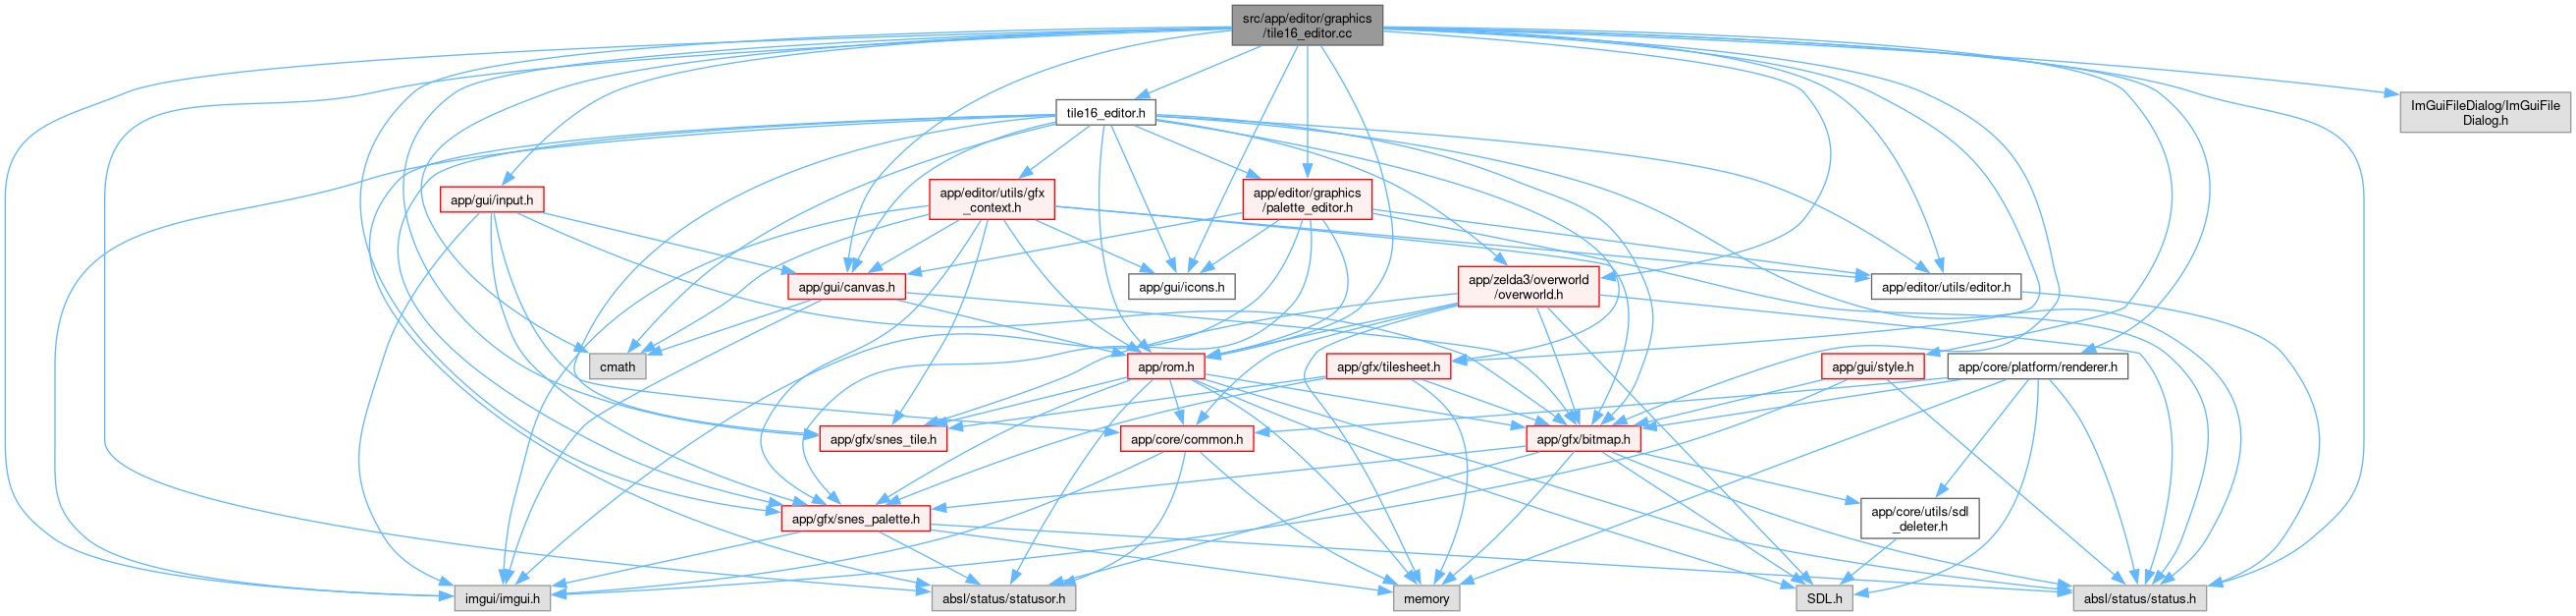 src/app/editor/graphics
/tile16_editor.cc
ImGuiFileDialog/ImGuiFile
Dialog.h
tile16_editor.h
app/gui/input.h
app/editor/utils/gfx
_context.h
app/editor/graphics
/palette_editor.h
app/gui/canvas.h
app/gui/icons.h
app/zelda3/overworld
/overworld.h
app/editor/utils/editor.h
cmath
app/rom.h
app/gfx/tilesheet.h
app/gui/style.h
app/core/platform/renderer.h
app/gfx/snes_tile.h
app/core/common.h
app/gfx/bitmap.h
app/gfx/snes_palette.h
app/core/utils/sdl
_deleter.h
imgui/imgui.h
absl/status/statusor.h
memory
SDL.h
absl/status/status.h